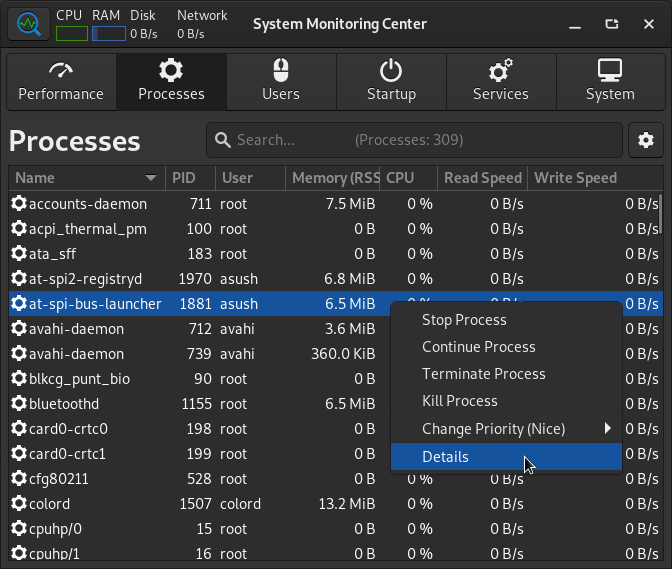 CPU RAM Disk Network System Monitoring Center
0 B/s 0 B/s
Performance Processes Users Startup Services System
Processes Search... (Processes: 309)
Name PID User Memory (RSS CPU Read Speed Write Speed
accounts-daemon 711 root 7.5 MiB 0 % 0 B/s 0 B/s
acpi_thermal_pm 100 root 0 B 0 % 0 B/s 0 B/s
ata_sff 183 root 0 B 0 % 0 B/s 0 B/s
at-spi2-registryd 1970 asush 6.8 MiB 0 % 0 B/s 0 B/s
at-spi-bus-launcher 1881 asush 6.5 MiB 0 % 0 B/s 0 B/s
avahi-daemon 712 avahi 3.6 MiB 0 B/s
avahi-daemon 739 avahi 360.0 KiB 0 B/s
blkcg_punt_bio 90 root 0 B 0 B/s
bluetoothd 1155 root 6.5 MiB 0 B/s
card0-crtc0 198 root 0 B 0 B/s
card0-crtc1 199 root 0 B 0 B/s
cfg80211 528 root 0 B 0 % 0 B/s 0 B/s
colord 1507 colord 13.2 MiB 0 % 0 B/s 0 B/s
cpuhp/0 15 root 0 B 0 % 0 B/s 0 B/s
cpuhp/1 16 root 0 B 0 % 0 B/s 0 B/s
Stop Process
Continue Process
Terminate Process
Kill Process
Change Priority (Nice)
Details